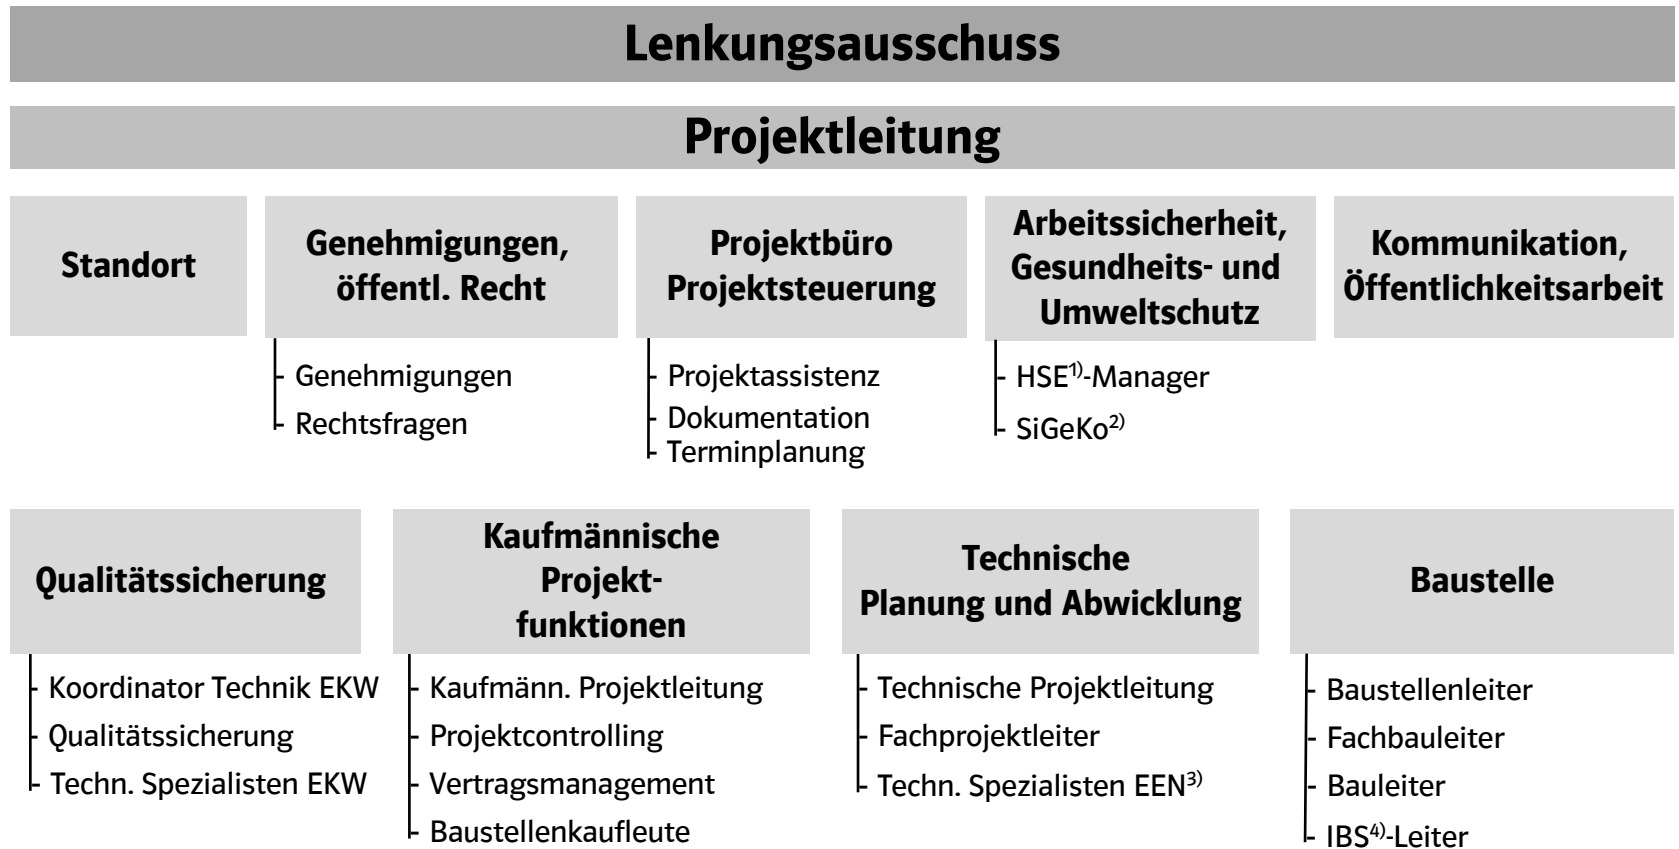 Lenkungsausschuss
Projektleitung
Standort
Genehmigungen,
öffentl. Recht
- Genehmigungen
- Rechtsfragen
Projektbüro
Projektsteuerung
- Projektassistenz
- Dokumentation
- Terminplanung
Arbeitssicherheit,
Gesundheits- und
Umweltschutz
- HSE¹⁾-Manager
- SiGeKo²⁾
Kommunikation,
Öffentlichkeitsarbeit
Qualitätssicherung
- Koordinator Technik EKW
- Qualitätssicherung
- Techn. Spezialisten EKW
Kaufmännische
Projekt-
funktionen
- Kaufmänn. Projektleitung
- Projektcontrolling
- Vertragsmanagement
- Baustellenkaufleute
Technische
Planung und Abwicklung
- Technische Projektleitung
- Fachprojektleiter
- Techn. Spezialisten EEN³⁾
Baustelle
- Baustellenleiter
- Fachbauleiter
- Bauleiter
- IBS⁴⁾-Leiter